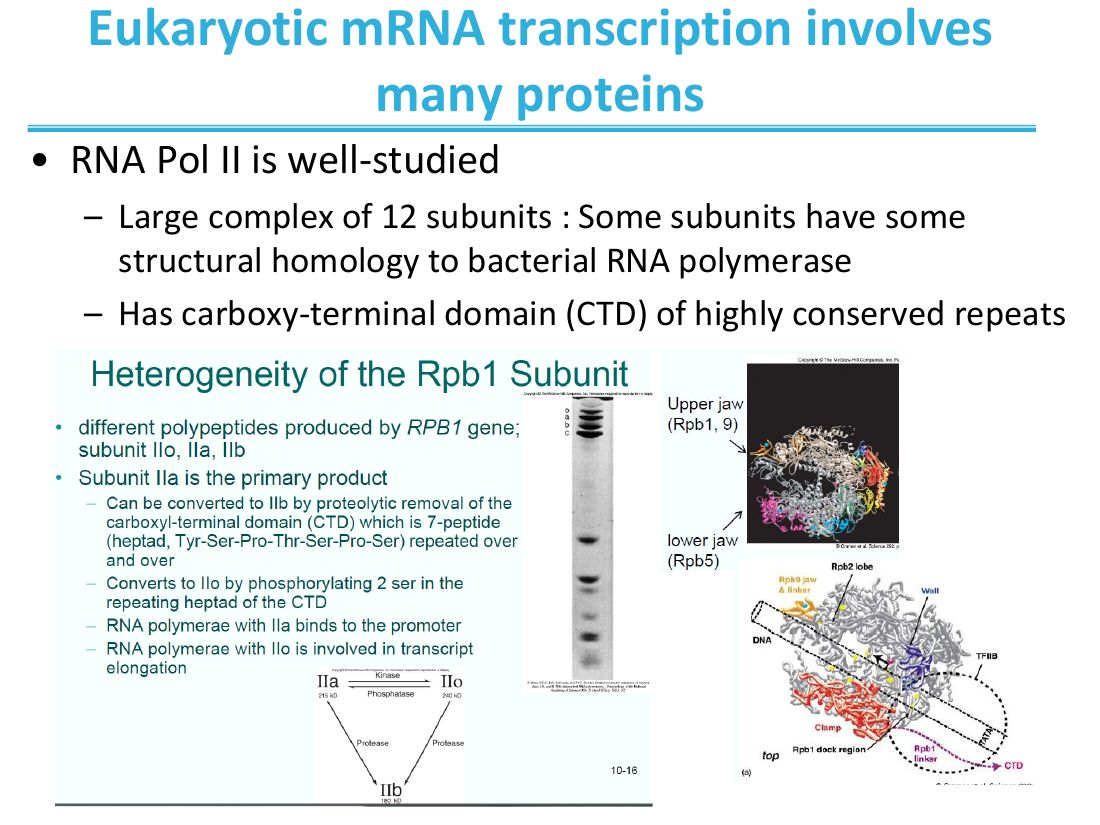 Eukaryotic mRNA transcription involves
many proteins
• RNA Pol II is well-studied
– Large complex of 12 subunits : Some subunits have some
structural homology to bacterial RNA polymerase
– Has carboxy-terminal domain (CTD) of highly conserved repeats
Heterogeneity of the Rpb1 Subunit
• different polypeptides produced by RPB1 gene;
subunit IIo, IIa, IIb
• Subunit IIa is the primary product
– Can be converted to IIb by proteolytic removal of the
carboxyl-terminal domain (CTD) which is 7-peptide
(heptad, Tyr-Ser-Pro-Thr-Ser-Pro-Ser) repeated over
and over
– Converts to IIo by phosphorylating 2 ser in the
repeating heptad of the CTD
– RNA polymerae with IIa binds to the promoter
– RNA polymerae with IIo is involved in transcript
elongation
IIa
215 kD
Kinase
Phosphatase
IIo
240 kD
Protease
Protease
IIb
180 kD
10-16
o
a
b
c
Copyright © The McGraw-Hill Companies, Inc.
Upper jaw
(Rpb1, 9)
lower jaw
(Rpb5)
Rpb2 lobe
Rpb9 jaw
& linker
Wall
DNA
TFIIB
Clamp
TATA
Rpb1 dock region
Rpb1
linker
CTD
top
(a)